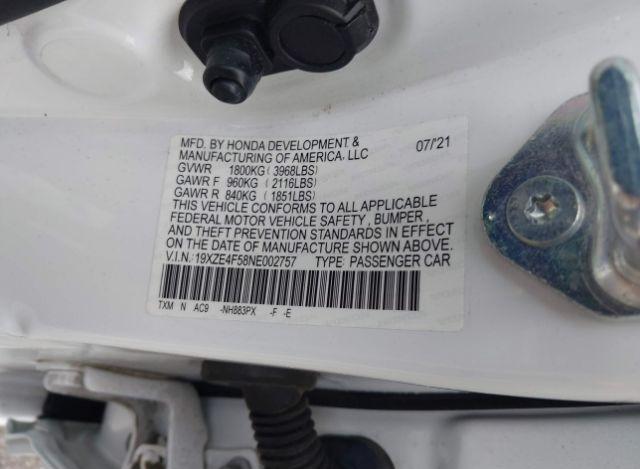 MFD. BY HONDA DEVELOPMENT & 07/'21
MANUFACTURING OF AMERICA, LLC
GVWR 1800KG(3968LBS)
GAWR F 960KG (2116LBS)
GAWR R 840KG (1851LBS)
THIS VEHICLE CONFORMS TO ALL APPLICABLE
FEDERAL MOTOR VEHICLE SAFETY, BUMPER,
AND THEFT PREVENTION STANDARDS IN EFFECT
ON THE DATE OF MANUFACTURE SHOWN ABOVE.
V.I.N.: 19XZE4F58NE002757 TYPE: PASSENGER CAR
TXM N AC9 -NH883PX -F -E